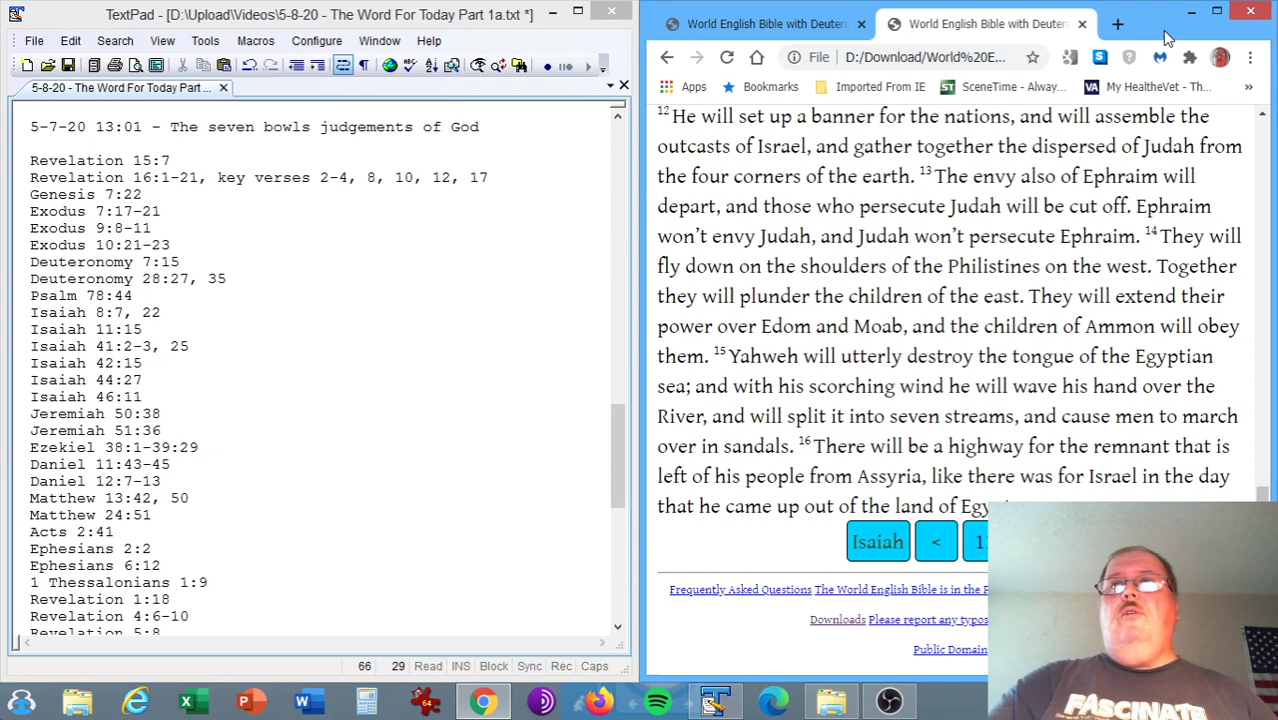 TextPad - [D:\Upload\Videos\5-8-20 - The Word For Today Part 1a.txt *]
File Edit Search View Tools Macros Configure Window Help
5-8-20 - The Word For Today Part ...
5-7-20 13:01 - The seven bowls judgements of God
Revelation 15:7
Revelation 16:1-21, key verses 2-4, 8, 10, 12, 17
Genesis 7:22
Exodus 7:17-21
Exodus 9:8-11
Exodus 10:21-23
Deuteronomy 7:15
Deuteronomy 28:27, 35
Psalm 78:44
Isaiah 8:7, 22
Isaiah 11:15
Isaiah 41:2-3, 25
Isaiah 42:15
Isaiah 44:27
Isaiah 46:11
Jeremiah 50:38
Jeremiah 51:36
Ezekiel 38:1-39:29
Daniel 11:43-45
Daniel 12:7-13
Matthew 13:42, 50
Matthew 24:51
Acts 2:41
Ephesians 2:2
Ephesians 6:12
1 Thessalonians 1:9
Revelation 1:18
Revelation 4:6-10
Revelation 5:8
66 29 Read INS Block Sync Rec Caps
World English Bible with Deutero World English Bible with Deutero
File D:/Download/World%20E...
Apps Bookmarks Imported From IE ST SceneTime - Alway... VA My HealtheVet - Th... »
12 He will set up a banner for the nations, and will assemble the
outcasts of Israel, and gather together the dispersed of Judah from
the four corners of the earth. 13 The envy also of Ephraim will
depart, and those who persecute Judah will be cut off. Ephraim
won’t envy Judah, and Judah won’t persecute Ephraim. 14 They will
fly down on the shoulders of the Philistines on the west. Together
they will plunder the children of the east. They will extend their
power over Edom and Moab, and the children of Ammon will obey
them. 15 Yahweh will utterly destroy the tongue of the Egyptian
sea; and with his scorching wind he will wave his hand over the
River, and will split it into seven streams, and cause men to march
over in sandals. 16 There will be a highway for the remnant that is
left of his people from Assyria, like there was for Israel in the day
that he came up out of the land of Egy
Isaiah < 1
Frequently Asked Questions The World English Bible is in the P
Downloads Please report any typos
Public Domain
FASCINATE
64